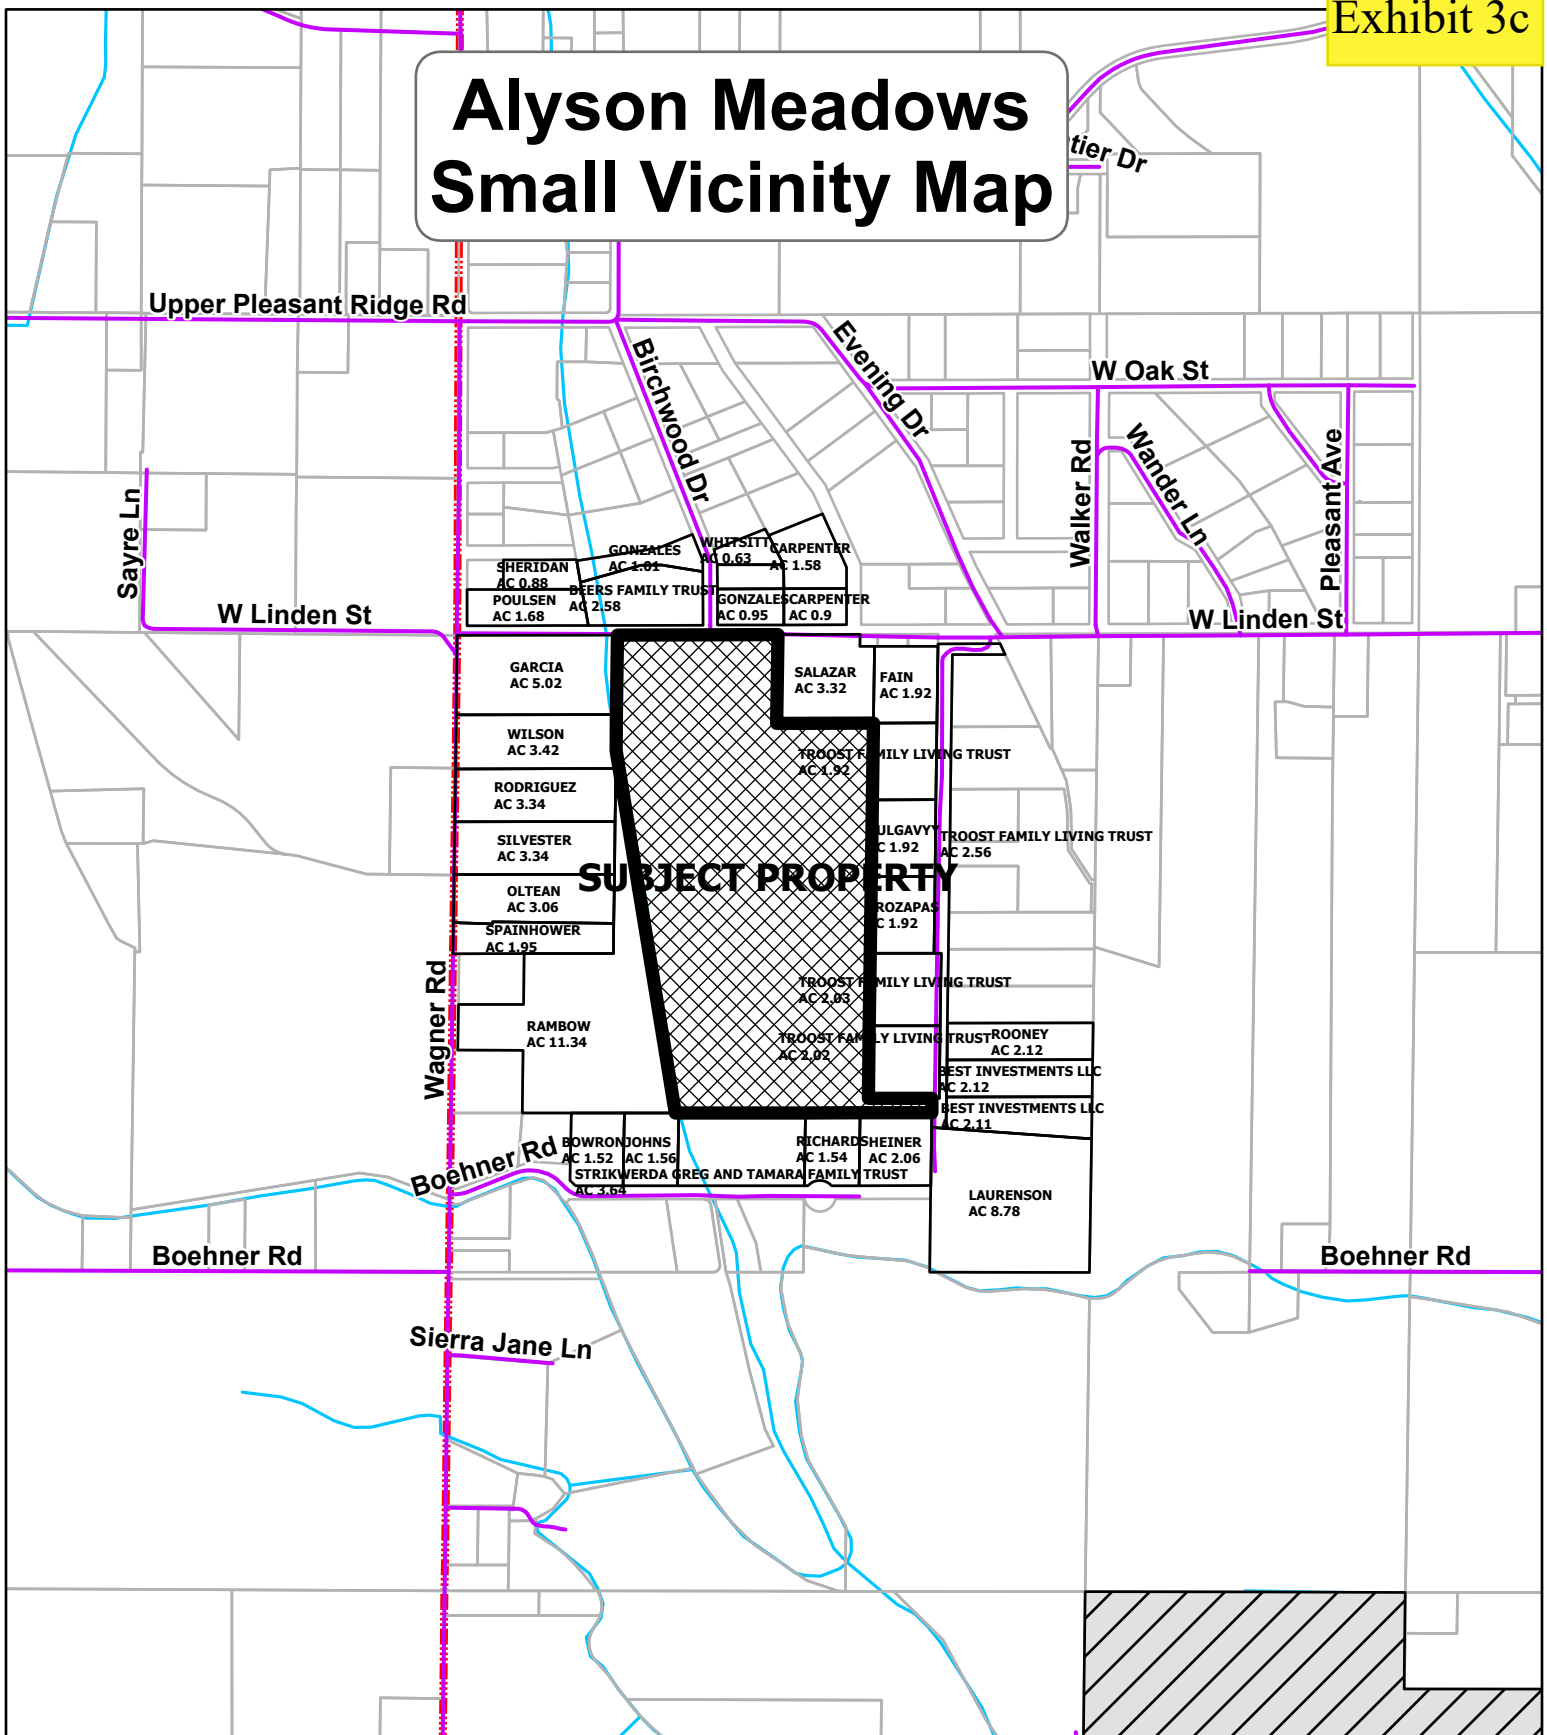 Exhibit 3c
Alyson Meadows
Small Vicinity Map
tier Dr
Upper Pleasant Ridge Rd
Birchwood Dr
Evening Dr
W Oak St
Walker Rd
Wander Ln
Pleasant Ave
Sayre Ln
W Linden St
W Linden St
SHERIDAN
AC 0.88
POULSEN
AC 1.68
GONZALES
AC 1.01
BEERS FAMILY TRUST
AC 2.58
WHITSITT
AC 0.63
CARPENTER
AC 1.58
GONZALES
AC 0.95
CARPENTER
AC 0.9
GARCIA
AC 5.02
SALAZAR
AC 3.32
FAIN
AC 1.92
WILSON
AC 3.42
TROOST FAMILY LIVING TRUST
AC 1.92
RODRIGUEZ
AC 3.34
SILVESTER
AC 3.34
ULGAVYY
C 1.92
TROOST FAMILY LIVING TRUST
AC 2.56
SUBJECT PROPERTY
OLTEAN
AC 3.06
ROZAPAS
C 1.92
SPAINHOWER
AC 1.95
Wagner Rd
TROOST FAMILY LIVING TRUST
AC 2.03
RAMBOW
AC 11.34
TROOST FAMILY LIVING TRUST
AC 2.02
ROONEY
AC 2.12
BEST INVESTMENTS LLC
AC 2.12
BEST INVESTMENTS LLC
AC 2.11
Boehner Rd
BOWRON
AC 1.52
JOHNS
AC 1.56
RICHARDS
AC 1.54
HEINER
AC 2.06
STRIKWERDA GREG AND TAMARA FAMILY TRUST
AC 3.64
LAURENSON
AC 8.78
Boehner Rd
Boehner Rd
Sierra Jane Ln